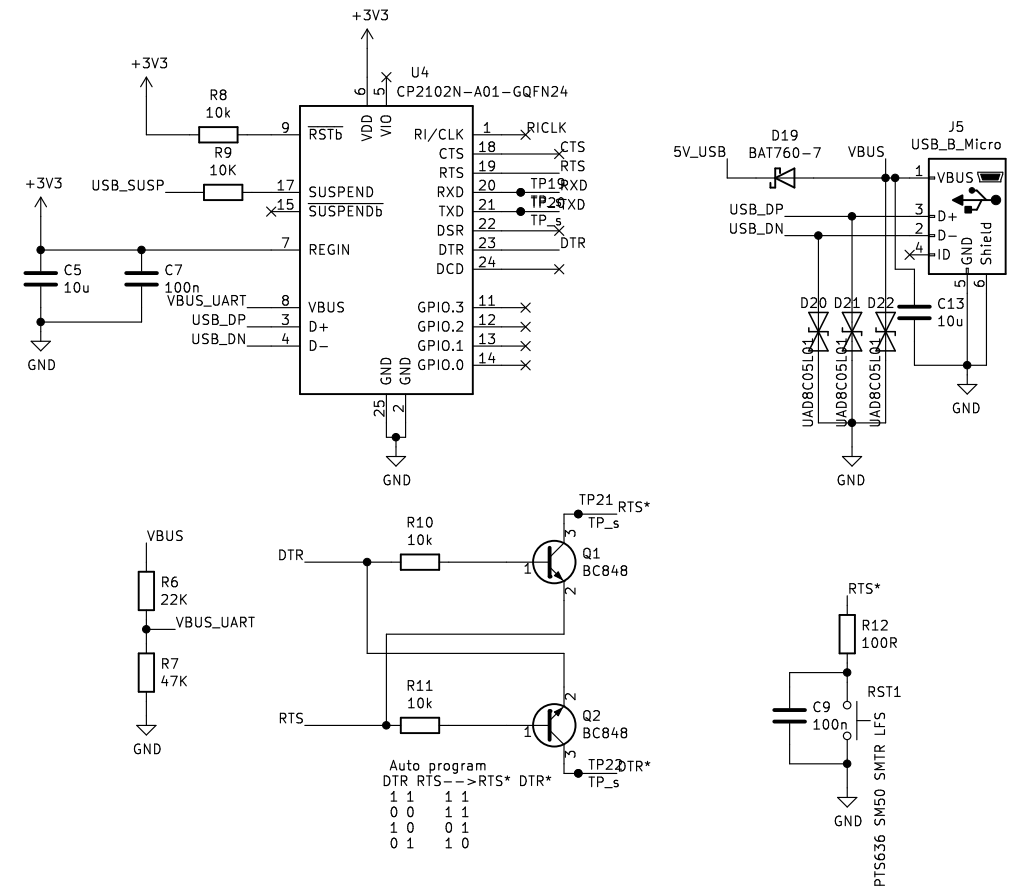 +3V3
+3V3
R8
10k
R9
10K
USB_SUSP
+3V3
C5
10u
C7
100n
VBUS_UART
USB_DP
USB_DN
GND
U4
CP2102N-A01-GQFN24
6
5
VDD
VIO
9
RSTb
17
SUSPEND
15
SUSPENDb
7
REGIN
8
VBUS
3
D+
4
D-
RI/CLK
1
RICLK
CTS
18
CTS
RTS
19
RTS
RXD
20
TP19
RXD
TP_s
TXD
21
TP20
TXD
TP_s
DSR
22
DTR
23
DTR
DCD
24
GPIO.3
11
GPIO.2
12
GPIO.1
13
GPIO.0
14
GND
GND
25
2
GND
5V_USB
D19
BAT760-7
VBUS
J5
USB_B_Micro
1
VBUS
USB_DP
3
D+
USB_DN
2
D-
4
ID
GND
Shield
5
6
D20
UAD8C05L01
D21
UAD8C05L01
D22
UAD8C05L01
C13
10u
GND
GND
VBUS
R6
22K
VBUS_UART
R7
47K
GND
DTR
R10
10k
TP21
RTS*
TP_s
3
1
Q1
BC848
2
RTS
R11
10k
2
1
Q2
BC848
3
TP22
DTR*
TP_s
Auto program
DTR RTS-->RTS* DTR*
1 1 1 1
0 0 1 1
1 0 0 1
0 1 1 0
RTS*
R12
100R
C9
100n
RST1
PTS636 SM50 SMTR LFS
GND